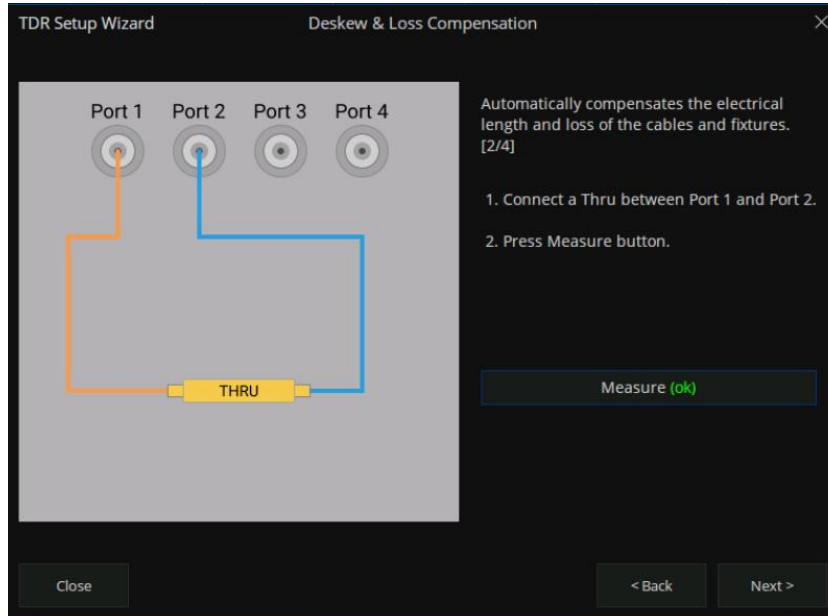 TDR Setup Wizard
Deskew & Loss Compensation
Port 1 Port 2 Port 3 Port 4
THRU
Automatically compensates the electrical
length and loss of the cables and fixtures.
[2/4]
1. Connect a Thru between Port 1 and Port 2.
2. Press Measure button.
Measure (ok)
Close
< Back
Next >